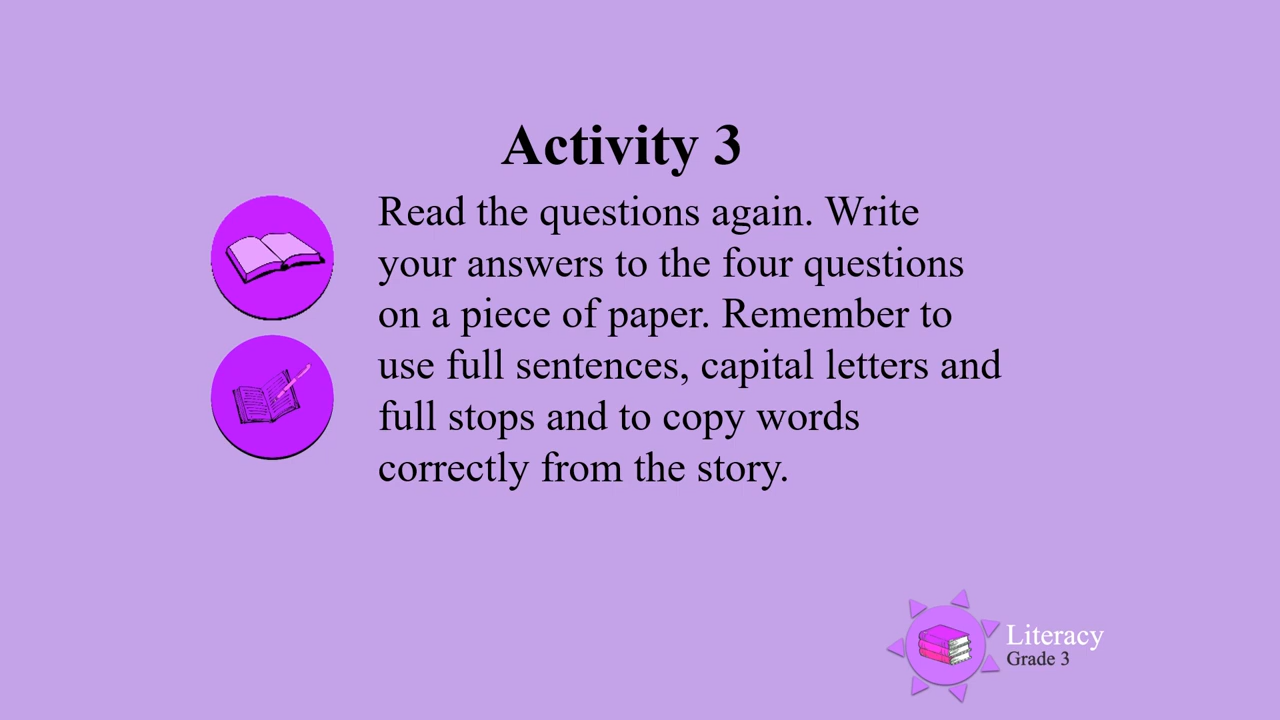 Activity 3
Read the questions again. Write
your answers to the four questions
on a piece of paper. Remember to
use full sentences, capital letters and
full stops and to copy words
correctly from the story.
Literacy
Grade 3